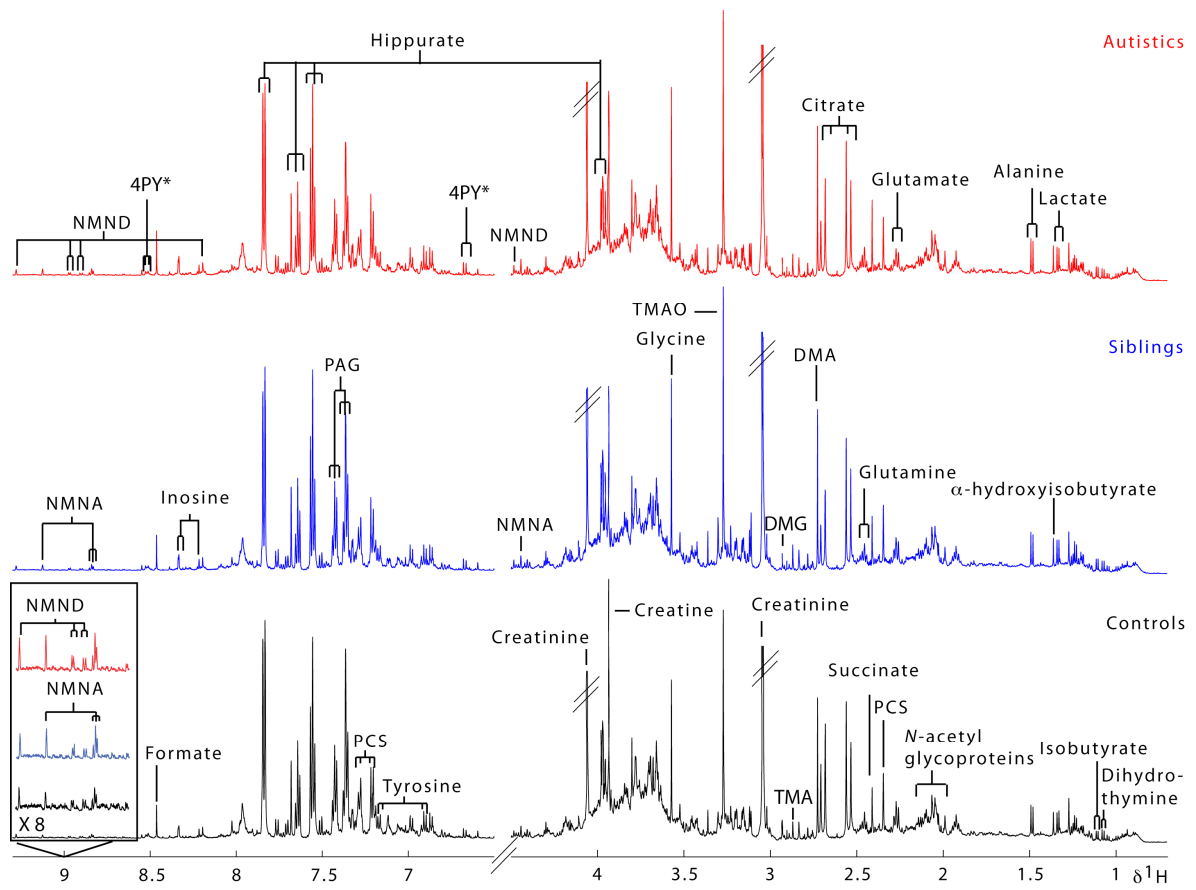 Hippurate
Autistics
Citrate
4PY*
4PY*
Glutamate
Alanine
Lactate
NMND
NMND
TMAO
Glycine
Siblings
PAG
DMA
Glutamine
α-hydroxyisobutyrate
NMNA
Inosine
NMNA
DMG
NMND
Creatinine
Creatine
Creatinine
Controls
Succinate
NMNA
PCS
Formate
PCS
N-acetyl
glycoproteins
Isobutyrate
Dihydro-
thymine
Tyrosine
TMA
X 8
9 8.5 8 7.5 7 4 3.5 3 2.5 2 1.5 1 δ¹H